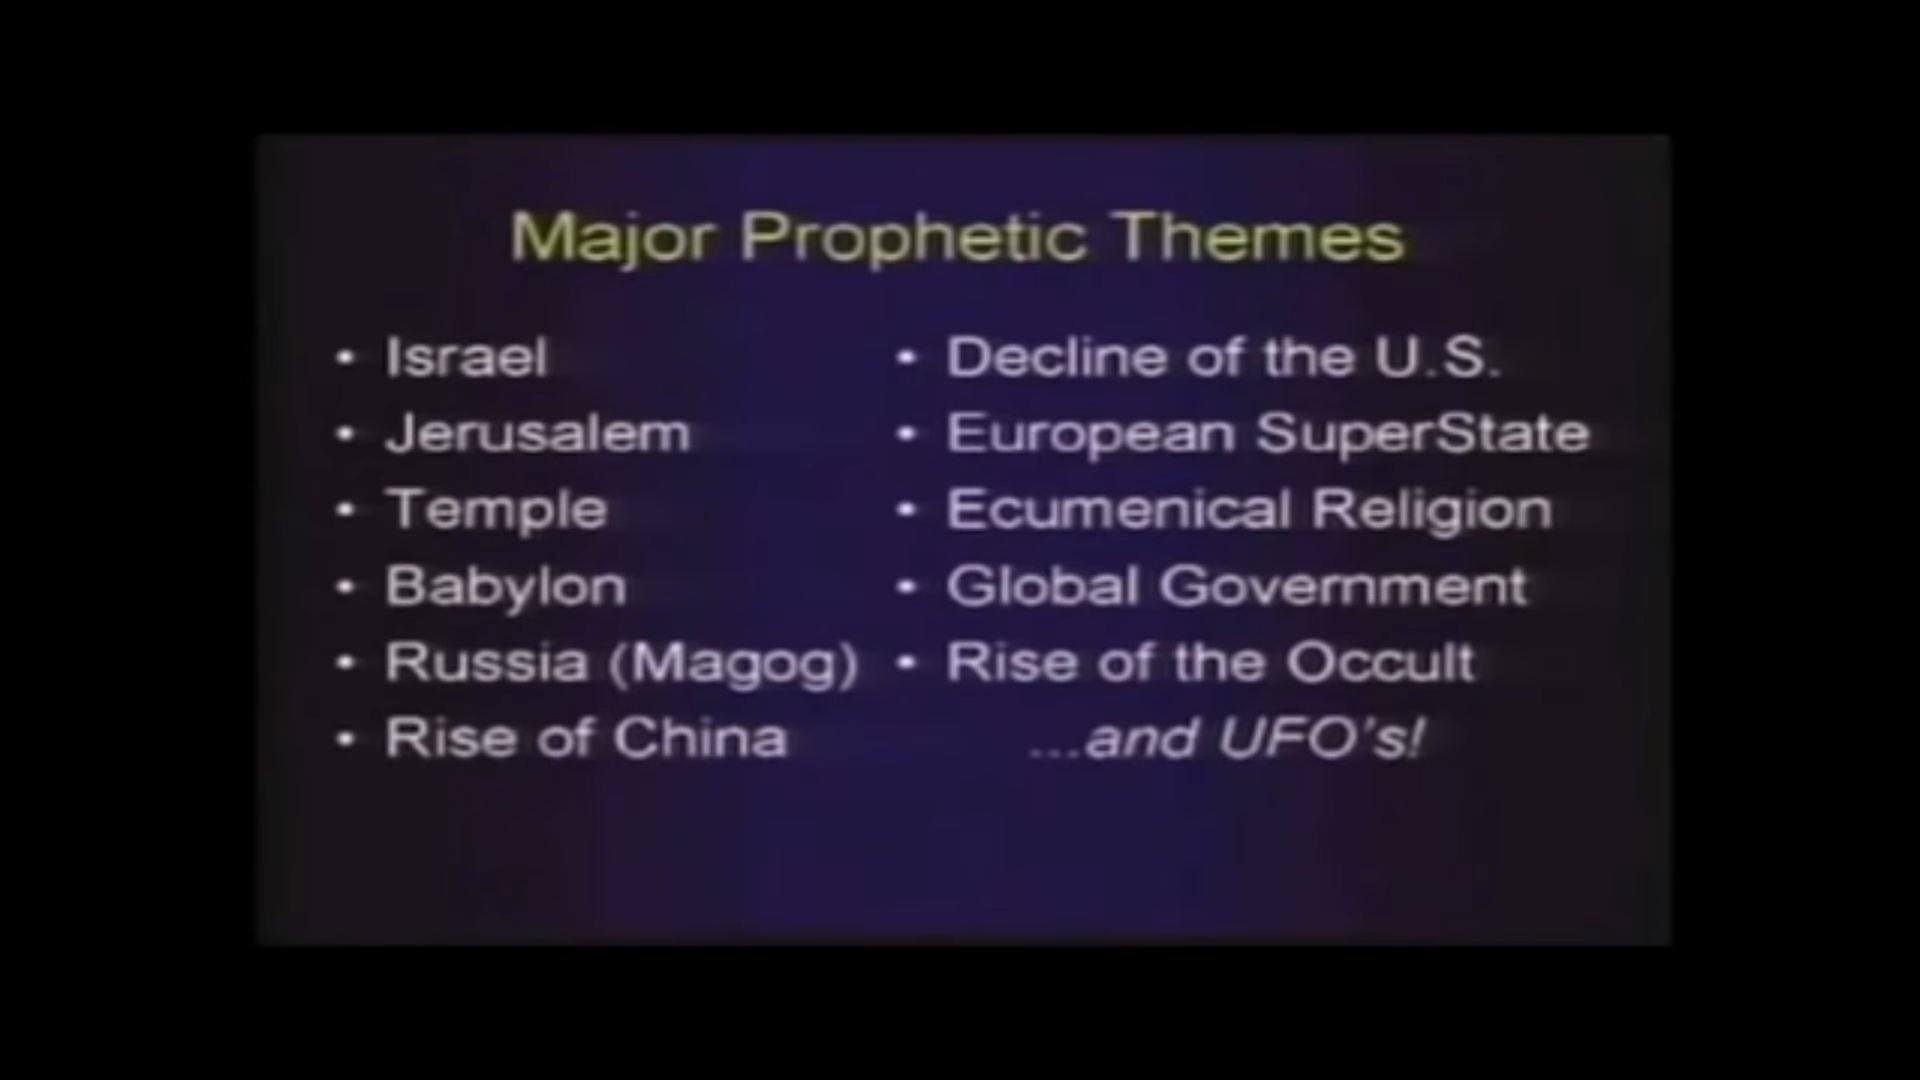 Major Prophetic Themes
• Israel
• Jerusalem
• Temple
• Babylon
• Russia (Magog)
• Rise of China
• Decline of the U.S.
• European SuperState
• Ecumenical Religion
• Global Government
• Rise of the Occult
...and UFO's!